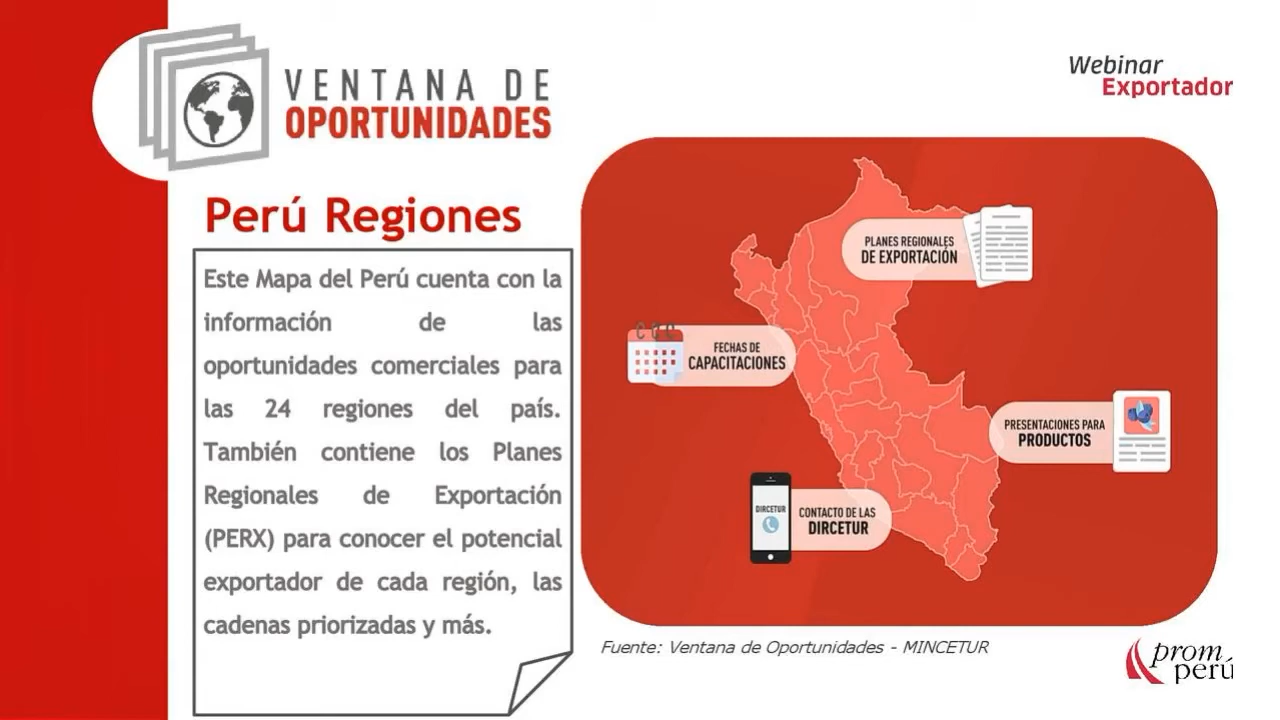 VENTANA DE
OPORTUNIDADES
Webinar
Exportador
Perú Regiones
Este Mapa del Perú cuenta con la
información de las
oportunidades comerciales para
las 24 regiones del país.
También contiene los Planes
Regionales de Exportación
(PERX) para conocer el potencial
exportador de cada región, las
cadenas priorizadas y más.
PLANES REGIONALES
DE EXPORTACIÓN
FECHAS DE
CAPACITACIONES
PRESENTACIONES PARA
PRODUCTOS
DIRCETUR
CONTACTO DE LAS
DIRCETUR
Fuente: Ventana de Oportunidades - MINCETUR
prom
perú